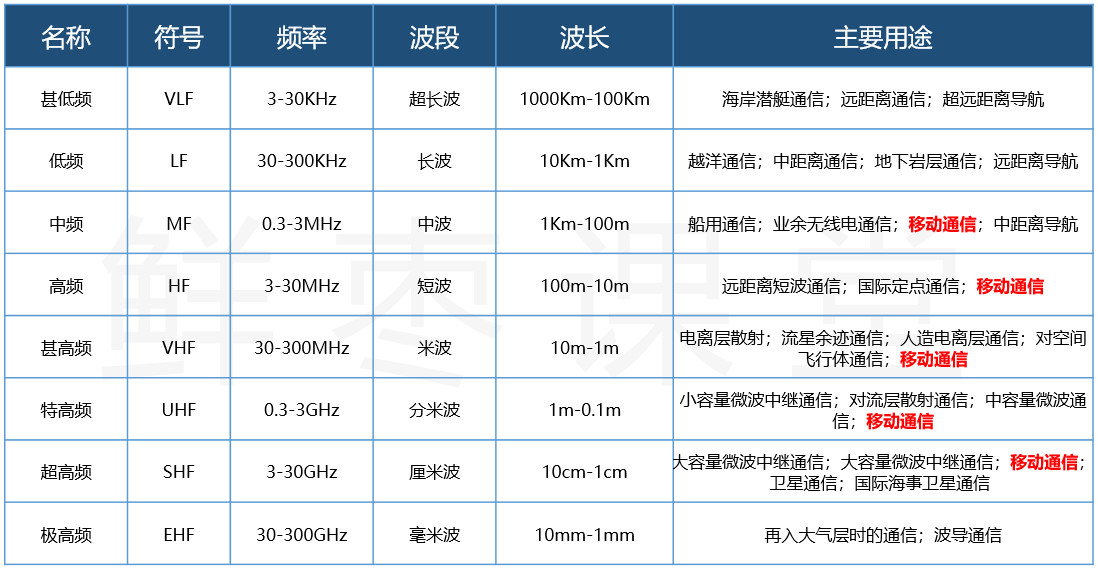 名称 符号 频率 波段 波长 主要用途
甚低频 VLF 3-30KHz 超长波 1000Km-100Km 海岸潜艇通信；远距离通信；超远距离导航
低频 LF 30-300KHz 长波 10Km-1Km 越洋通信；中距离通信；地下岩层通信；远距离导航
中频 MF 0.3-3MHz 中波 1Km-100m 船用通信；业余无线电通信；移动通信；中距离导航
高频 HF 3-30MHz 短波 100m-10m 远距离短波通信；国际定点通信；移动通信
甚高频 VHF 30-300MHz 米波 10m-1m 电离层散射；流星余迹通信；人造电离层通信；对空间
飞行体通信；移动通信
特高频 UHF 0.3-3GHz 分米波 1m-0.1m 小容量微波中继通信；对流层散射通信；中容量微波通
信；移动通信
超高频 SHF 3-30GHz 厘米波 10cm-1cm 大容量微波中继通信；大容量微波中继通信；移动通信；
卫星通信；国际海事卫星通信
极高频 EHF 30-300GHz 毫米波 10mm-1mm 再入大气层时的通信；波导通信
鲜枣课堂